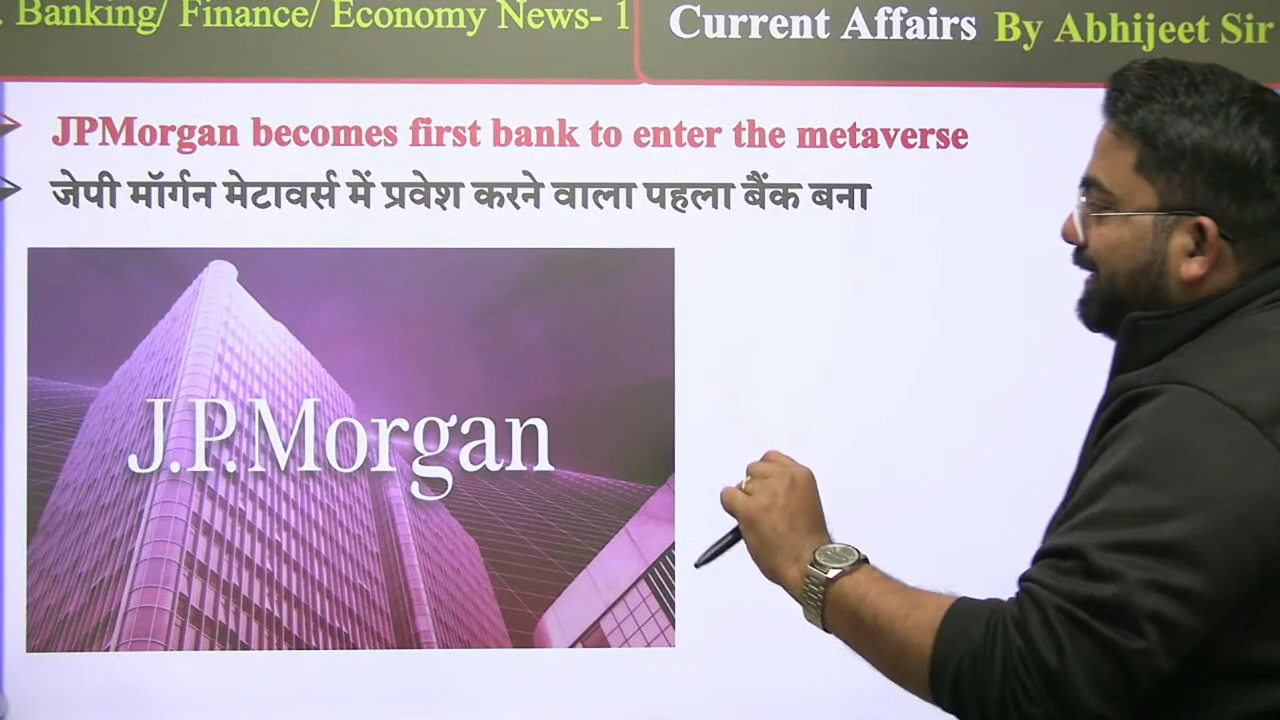 . Banking/ Finance/ Economy News- 1
Current Affairs By Abhijeet Sir
JPMorgan becomes first bank to enter the metaverse
जेपी मॉर्गन मेटावर्स में प्रवेश करने वाला पहला बैंक बना
J.P.Morgan